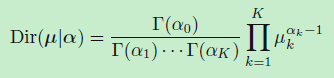 Dir(μ|α) = Γ(α₀) / (Γ(α₁) · · · Γ(α_K)) ∏_{k=1}^{K} μ_k^{α_k−1}